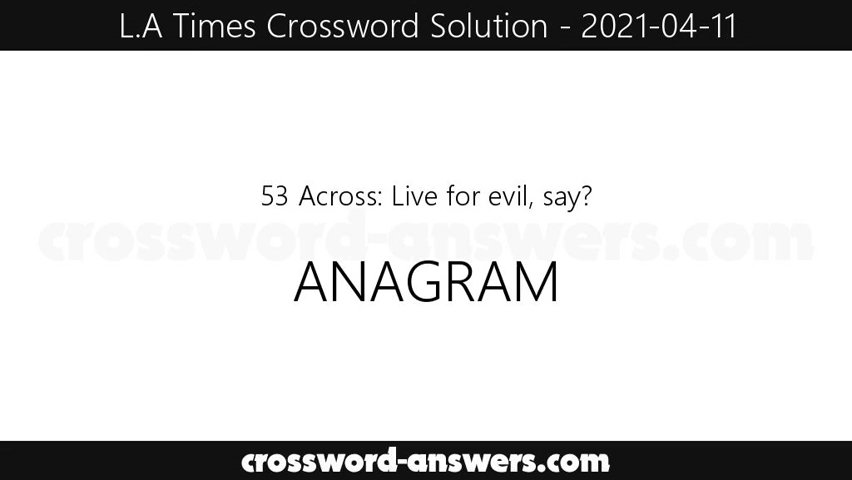 L.A Times Crossword Solution - 2021-04-11
53 Across: Live for evil, say?
crossword-answers.com
ANAGRAM
crossword-answers.com